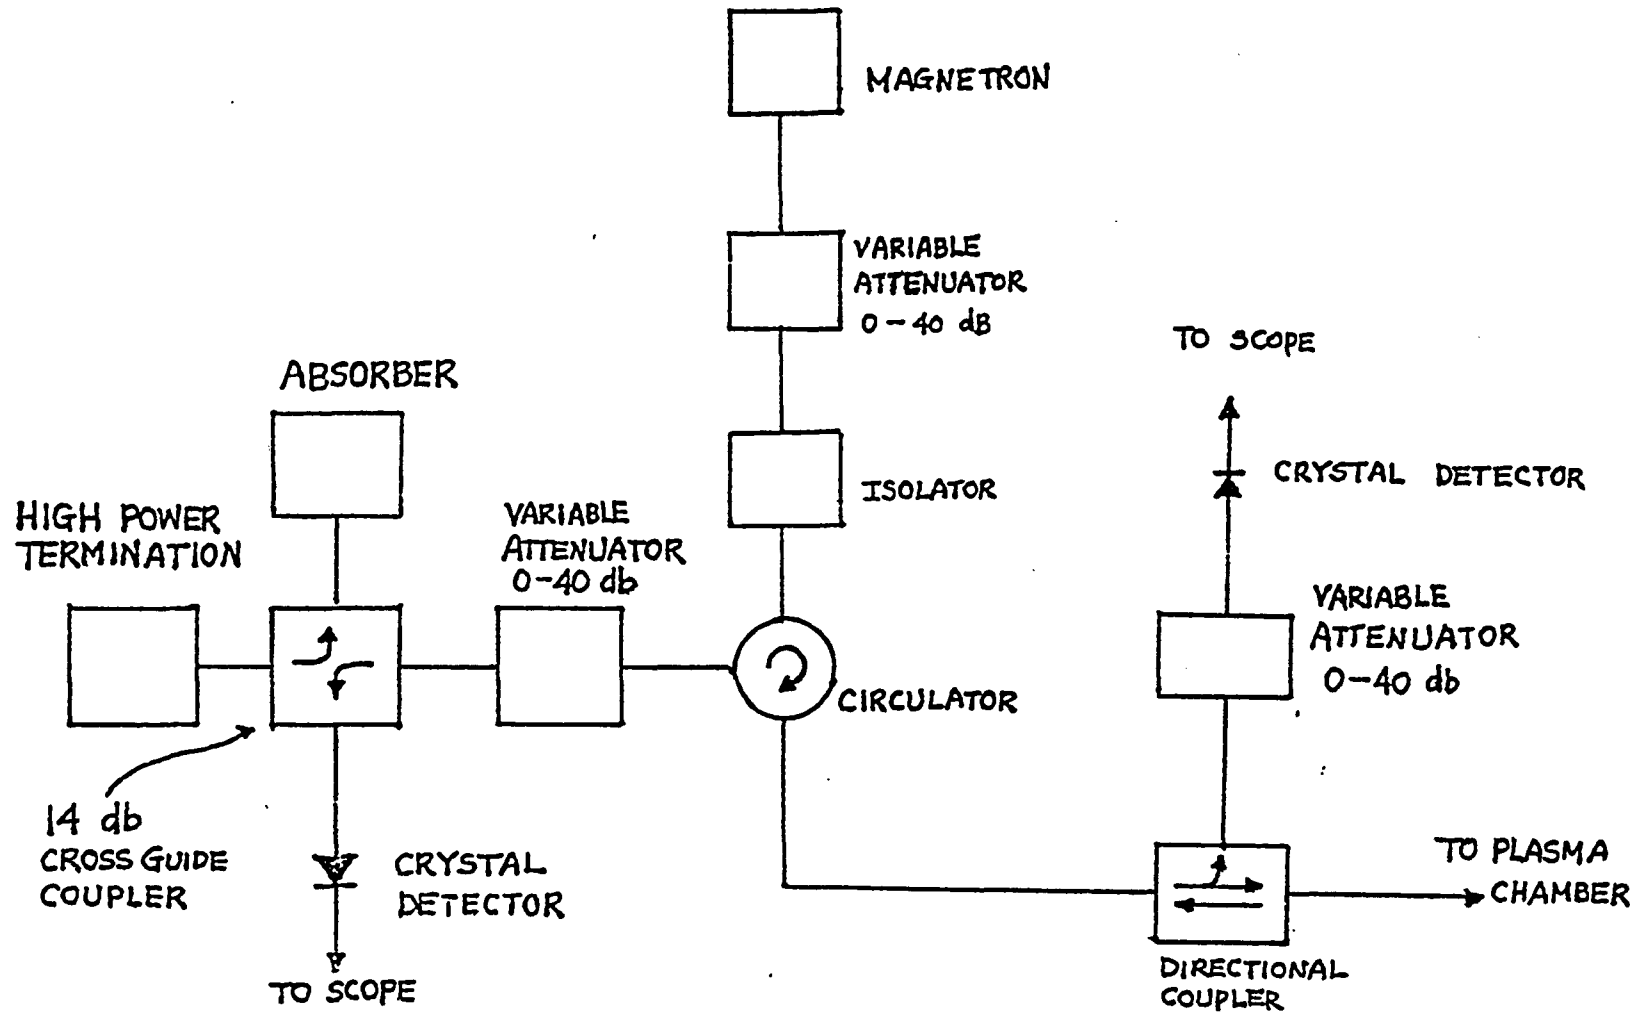 MAGNETRON
VARIABLE
ATTENUATOR
0-40 dB
ISOLATOR
CIRCULATOR
ABSORBER
HIGH POWER
TERMINATION
VARIABLE
ATTENUATOR
0-40 db
14 db
CROSS GUIDE
COUPLER
CRYSTAL
DETECTOR
TO SCOPE
TO SCOPE
CRYSTAL DETECTOR
VARIABLE
ATTENUATOR
0-40 db
TO PLASMA
CHAMBER
DIRECTIONAL
COUPLER